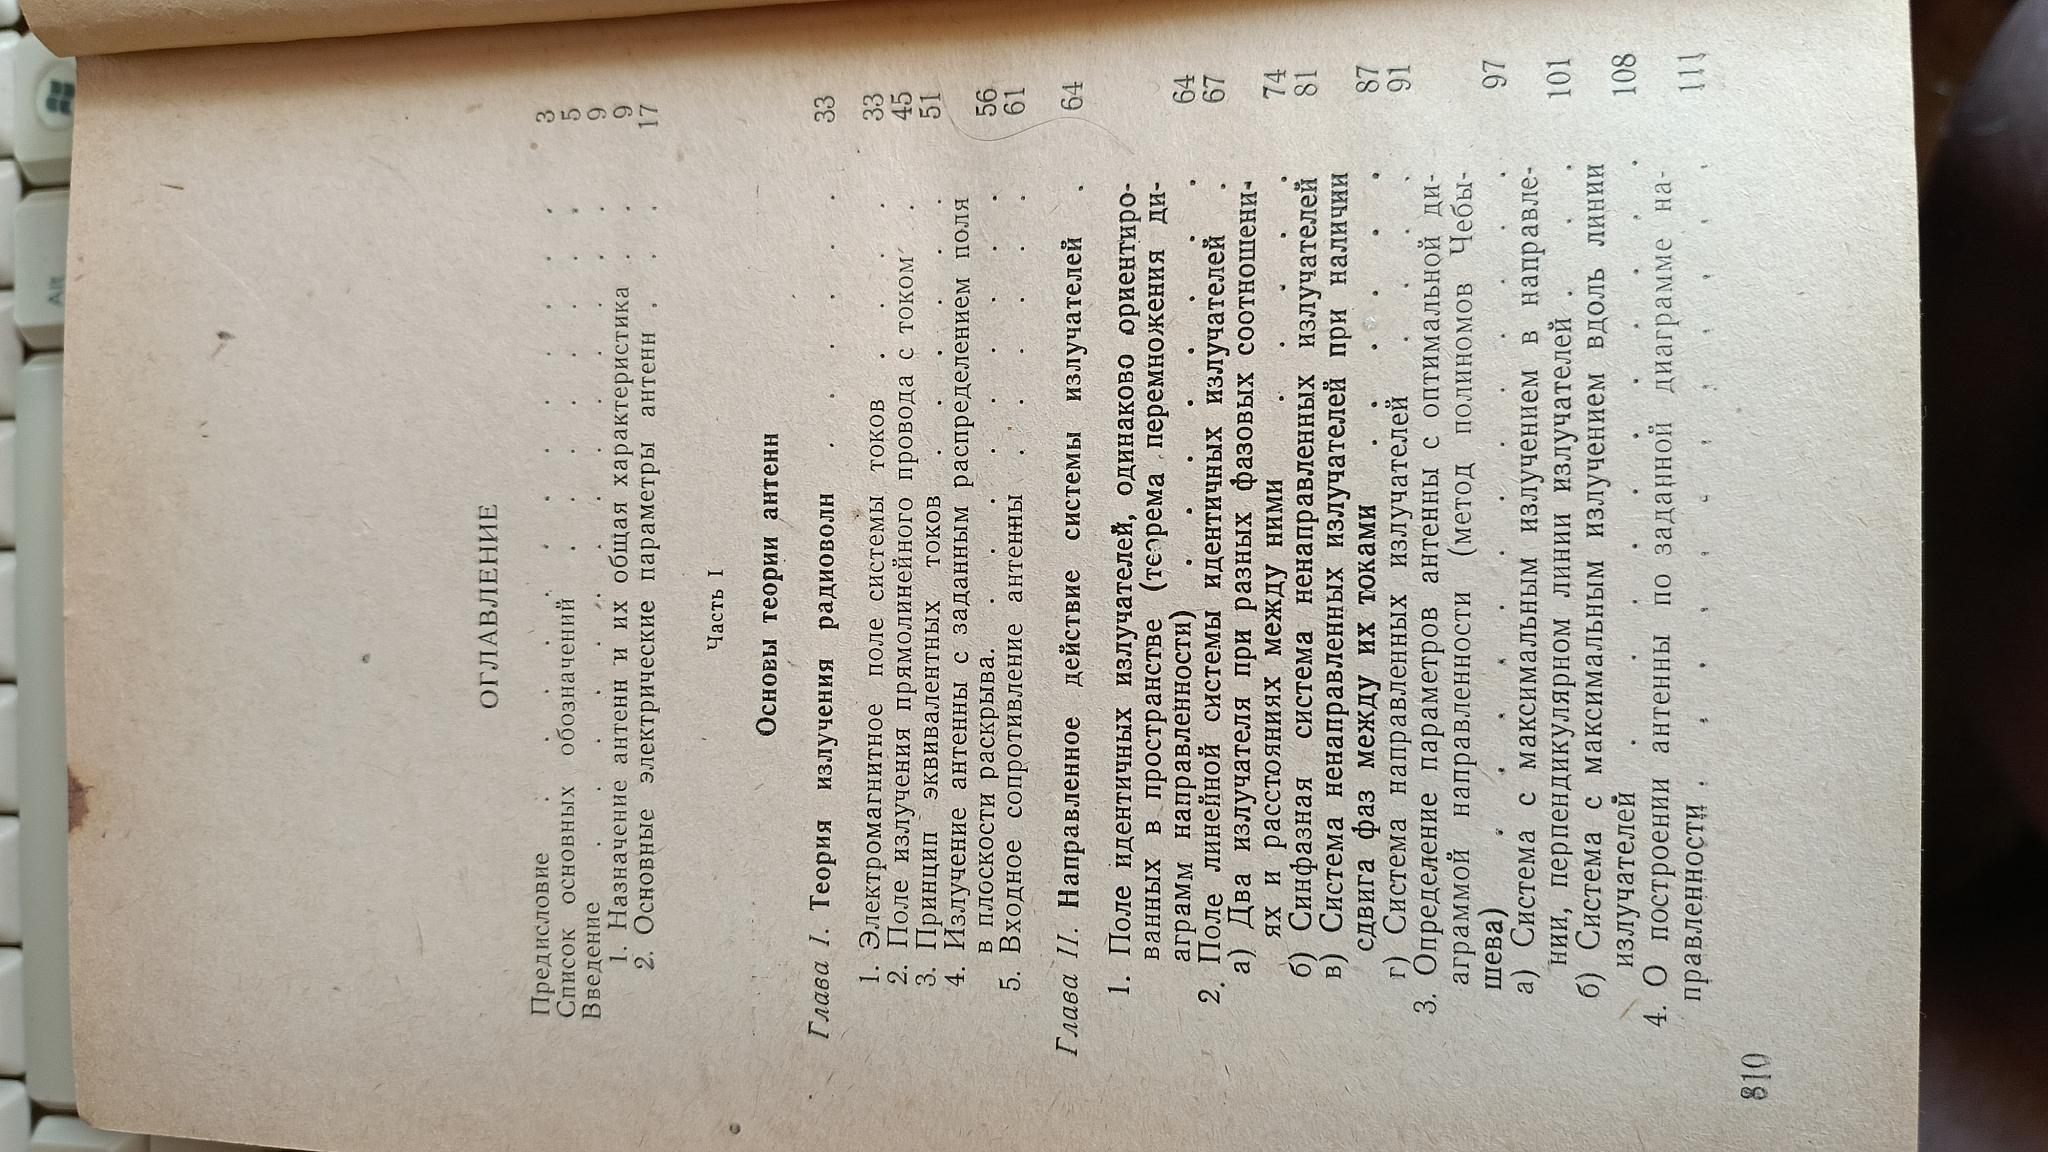 ОГЛАВЛЕНИЕ
Предисловие . . . . . . . . . 3
Список основных обозначений . . . . . . . . 5
Введение . . . . . . . . . 9
1. Назначение антенн и их общая характеристика . . . 9
2. Основные электрические параметры антенн . . . . 17
Часть I
Основы теории антенн
Глава I. Теория излучения радиоволн . . . . . . 33
1. Электромагнитное поле системы токов . . . . 33
2. Поле излучения прямолинейного провода с током . . 45
3. Принцип эквивалентных токов . . . . . . 51
4. Излучение антенны с заданным распределением поля
в плоскости раскрыва. . . . . . . . . 56
5. Входное сопротивление антенны . . . . . . 61
Глава II. Направленное действие системы излучателей . 64
1. Поле идентичных излучателей, одинаково ориентиро-
ванных в пространстве (теорема перемножения ди-
аграмм направленности) . . . . . . . . 64
2. Поле линейной системы идентичных излучателей . 67
а) Два излучателя при разных фазовых соотношени-
ях и расстояниях между ними . . . . . 74
б) Синфазная система ненаправленных излучателей 81
в) Система ненаправленных излучателей при наличии
сдвига фаз между их токами . . . . . . 87
г) Система направленных излучателей . . . . 91
3. Определение параметров антенны с оптимальной ди-
аграммой направленности (метод полиномов Чебы-
шева) . . . . . . . . . . 97
а) Система с максимальным излучением в направле-
нии, перпендикулярном линии излучателей . . . 101
б) Система с максимальным излучением вдоль линии
излучателей . . . . . . . . . 108
4. О построении антенны по заданной диаграмме на-
правленности . . . . . . . . . 111
810
Alt